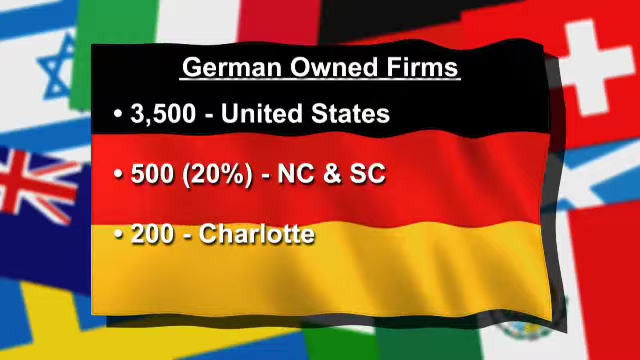 German Owned Firms
• 3,500 - United States
• 500 (20%) - NC & SC
• 200 - Charlotte